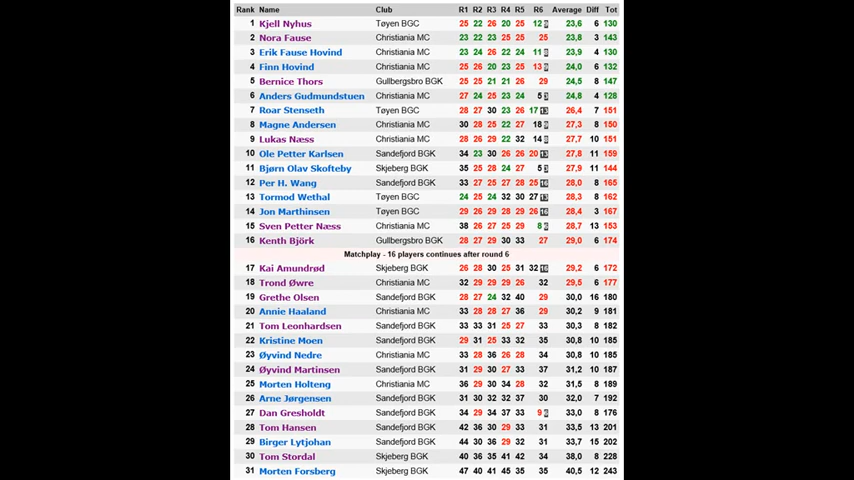 Rank Name Club R1 R2 R3 R4 R5 R6 Average Diff Tot
1 Kjell Nyhus Tøyen BGC 25 22 26 20 25 12 23,6 6 130
2 Nora Fause Christiania MC 23 22 23 25 25 25 23,8 3 143
3 Erik Fause Hovind Christiania MC 23 24 26 22 24 11 8 23,9 4 130
4 Finn Hovind Christiania MC 25 26 20 23 25 13 24,0 6 132
5 Bernice Thors Gullbergsbro BGK 25 25 21 21 26 29 24,5 8 147
6 Anders Gudmundstuen Christiania MC 27 24 25 23 24 5 3 24,8 4 128
7 Roar Stenseth Tøyen BGC 28 27 30 23 26 17 13 26,4 7 151
8 Magne Andersen Christiania MC 30 28 25 22 27 18 27,3 8 150
9 Lukas Næss Christiania MC 28 26 29 22 32 14 27,7 10 151
10 Ole Petter Karlsen Sandefjord BGK 34 23 30 26 26 20 13 27,8 11 159
11 Bjørn Olav Skofteby Skjeberg BGK 35 25 28 24 27 5 3 27,9 11 144
12 Per H. Wang Sandefjord BGK 33 27 25 27 28 25 16 28,0 8 165
13 Tormod Wethal Tøyen BGC 24 25 24 32 30 27 13 28,3 8 162
14 Jon Marthinsen Tøyen BGC 29 26 29 28 29 26 16 28,4 3 167
15 Sven Petter Næss Christiania MC 38 26 27 25 29 8 6 28,7 13 153
16 Kenth Björk Gullbergsbro BGK 28 27 29 30 33 27 29,0 6 174
Matchplay - 16 players continues after round 6
17 Kai Amundrød Skjeberg BGK 26 28 30 25 31 32 16 29,2 6 172
18 Trond Øwre Christiania MC 32 29 29 29 26 32 29,5 6 177
19 Grethe Olsen Sandefjord BGK 28 27 24 32 40 29 30,0 16 180
20 Annie Haaland Christiania MC 33 28 28 27 36 29 30,2 9 181
21 Tom Leonhardsen Sandefjord BGK 33 33 31 25 27 33 30,3 8 182
22 Kristine Moen Sandefjord BGK 29 31 25 33 32 35 30,8 10 185
23 Øyvind Nedre Christiania MC 33 28 36 26 28 34 30,8 10 185
24 Øyvind Martinsen Sandefjord BGK 31 29 30 27 33 37 31,2 10 187
25 Morten Holteng Christiania MC 36 29 30 34 28 32 31,5 8 189
26 Arne Jørgensen Sandefjord BGK 31 30 32 32 37 30 32,0 7 192
27 Dan Gresholdt Sandefjord BGK 34 29 34 37 33 9 6 33,0 8 176
28 Tom Hansen Sandefjord BGK 42 36 30 29 33 31 33,5 13 201
29 Birger Lytjohan Sandefjord BGK 44 30 36 29 32 31 33,7 15 202
30 Tom Stordal Skjeberg BGK 40 36 35 41 42 34 38,0 8 228
31 Morten Forsberg Skjeberg BGK 47 40 41 45 35 35 40,5 12 243